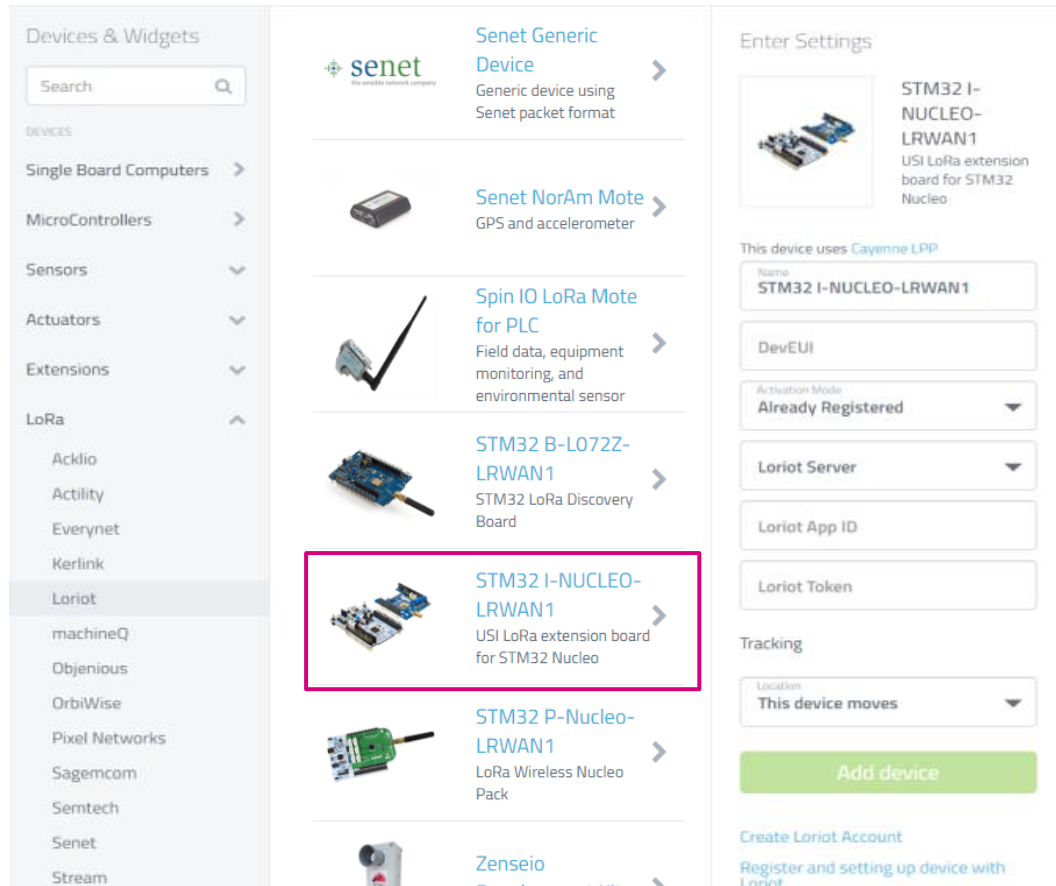 Devices & Widgets
Search
DEVICES
Single Board Computers
MicroControllers
Sensors
Actuators
Extensions
LoRa
Acklio
Actility
Everynet
Kerlink
Loriot
machineQ
Objenious
OrbiWise
Pixel Networks
Sagemcom
Semtech
Senet
Stream
senet
the sensible network company
Senet Generic
Device
Generic device using
Senet packet format
Senet NorAm Mote
GPS and accelerometer
Spin IO LoRa Mote
for PLC
Field data, equipment
monitoring, and
environmental sensor
STM32 B-L072Z-
LRWAN1
STM32 LoRa Discovery
Board
STM32 I-NUCLEO-
LRWAN1
USI LoRa extension board
for STM32 Nucleo
STM32 P-Nucleo-
LRWAN1
LoRa Wireless Nucleo
Pack
Zenseio
Enter Settings
STM32 I-
NUCLEO-
LRWAN1
USI LoRa extension
board for STM32
Nucleo
This device uses Cayenne LPP
Name
STM32 I-NUCLEO-LRWAN1
DevEUI
Activation Mode
Already Registered
Loriot Server
Loriot App ID
Loriot Token
Tracking
Location
This device moves
Add device
Create Loriot Account
Register and setting up device with
Loriot